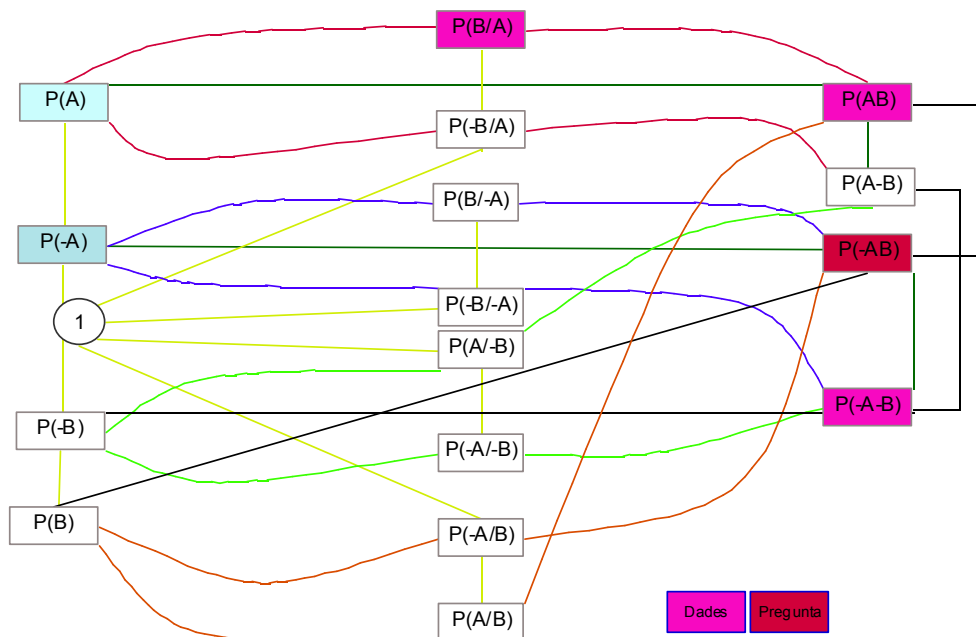 P(B/A)
P(A)
P(AB)
P(-B/A)
P(A-B)
P(B/-A)
P(-A)
P(-AB)
P(-B/-A)
1
P(A/-B)
P(-A-B)
P(-B)
P(-A/-B)
P(B)
P(-A/B)
P(A/B)
Dades
Pregunta